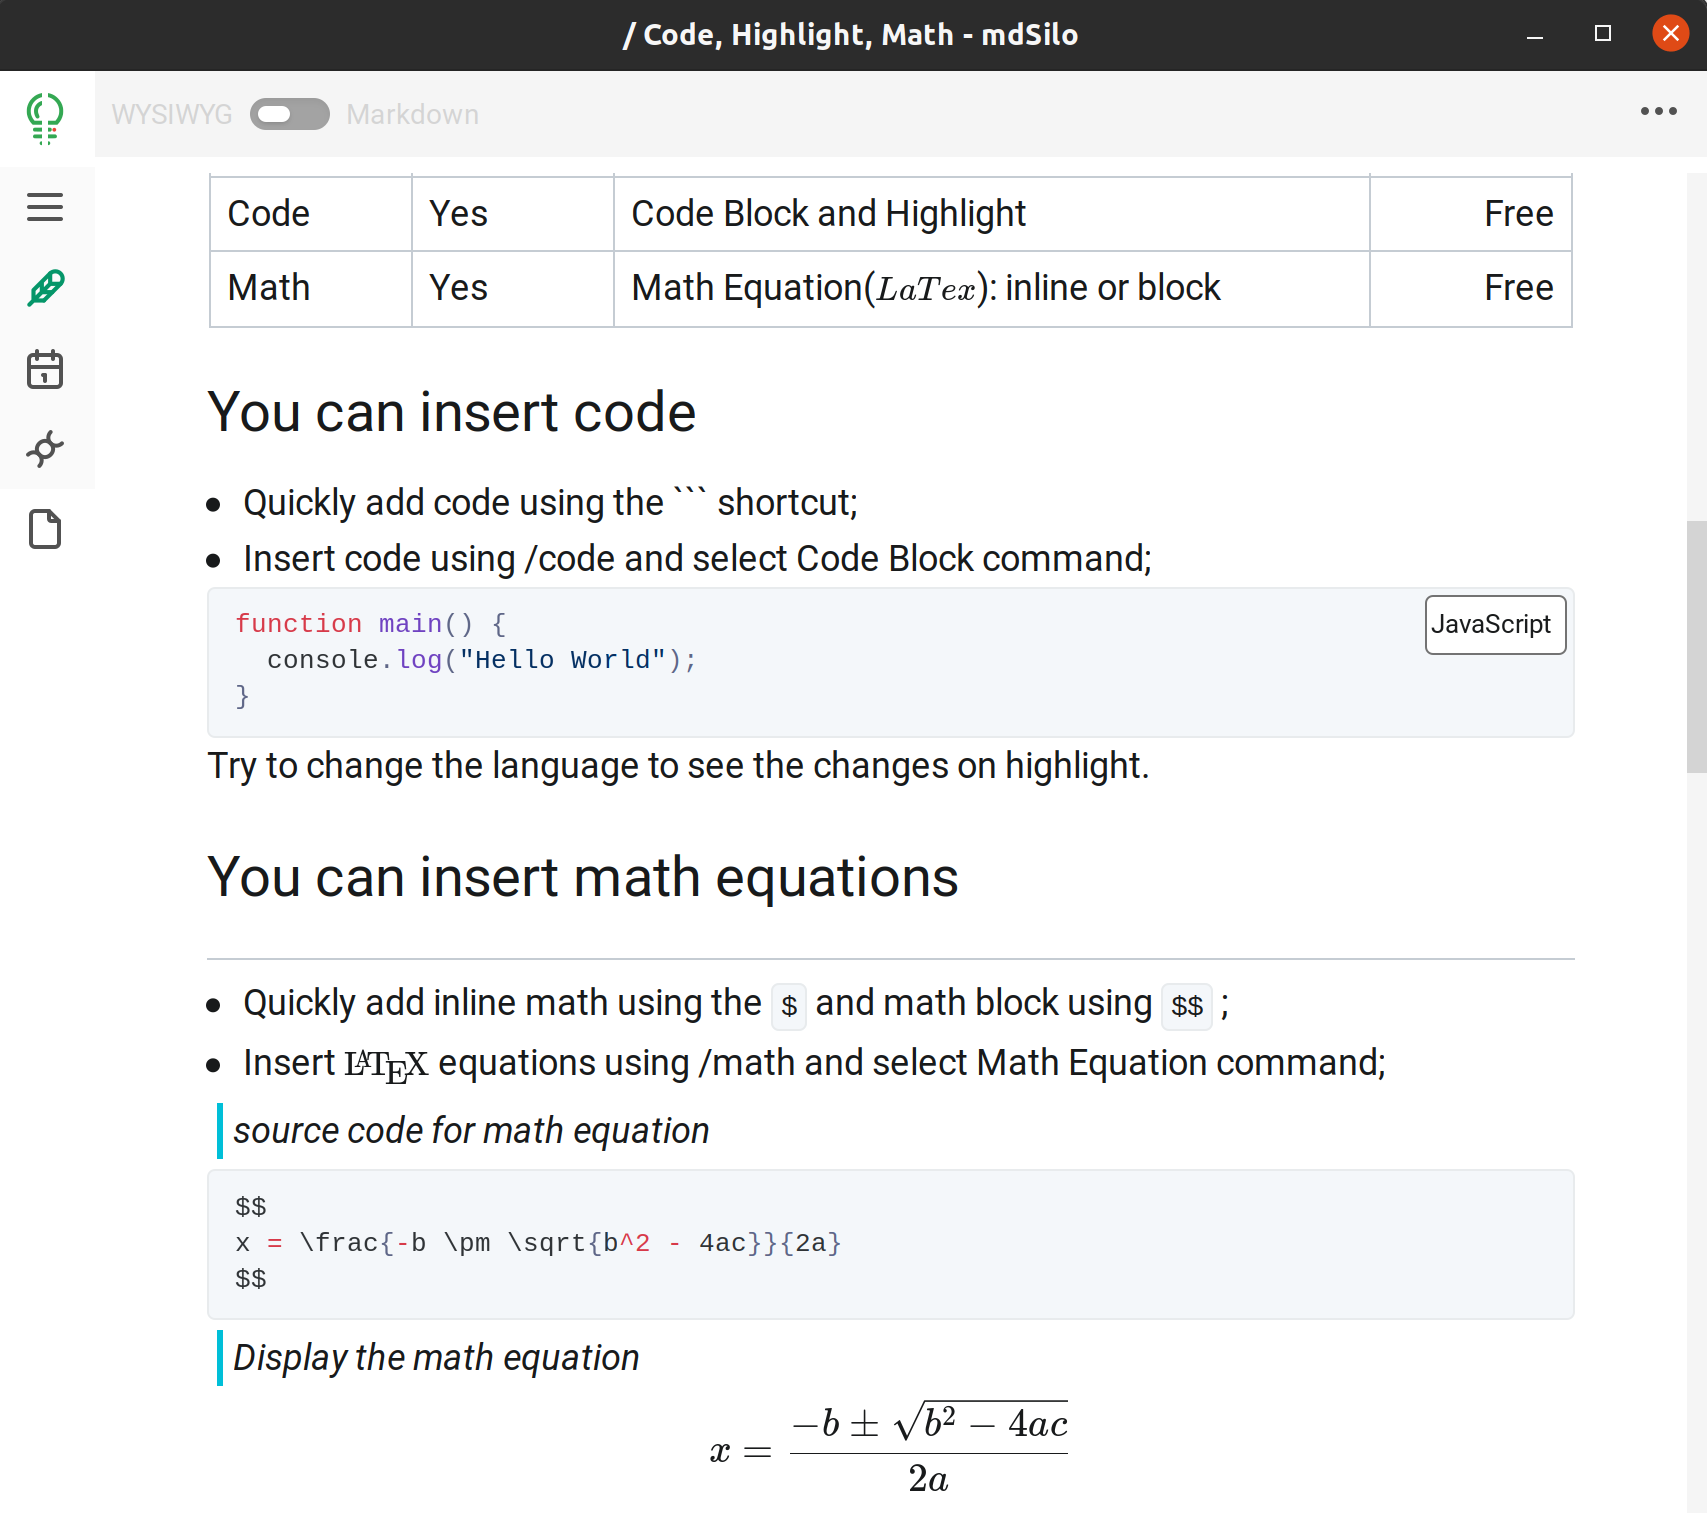 / Code, Highlight, Math - mdSilo
WYSIWYG Markdown
Code Yes Code Block and Highlight Free
Math Yes Math Equation(LaTex): inline or block Free
You can insert code
Quickly add code using the ``` shortcut;
Insert code using /code and select Code Block command;
JavaScript
function main() {
  console.log("Hello World");
}
Try to change the language to see the changes on highlight.
You can insert math equations
Quickly add inline math using the $ and math block using $$ ;
Insert LATEX equations using /math and select Math Equation command;
source code for math equation
$$
x = \frac{-b \pm \sqrt{b^2 - 4ac}}{2a}
$$
Display the math equation
x = −b ± √b² − 4ac
2a